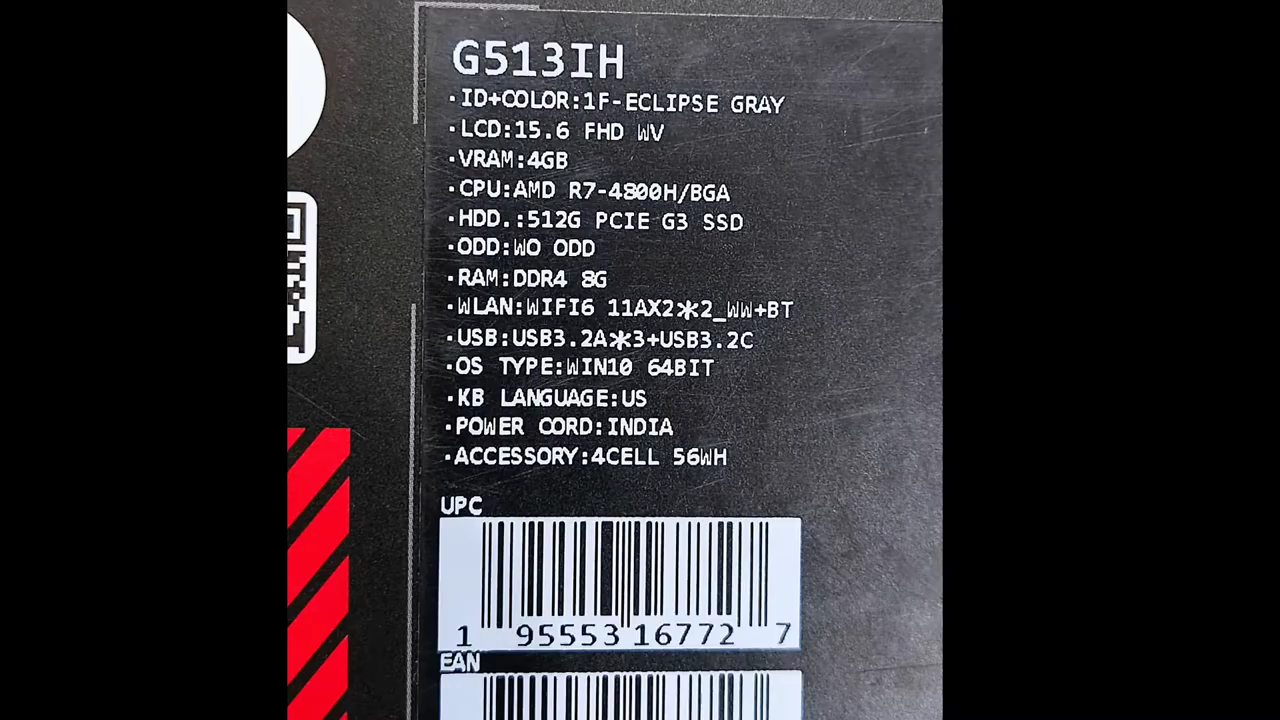 G513IH
·ID+COLOR:1F-ECLIPSE GRAY
·LCD:15.6 FHD WV
·VRAM:4GB
·CPU:AMD R7-4800H/BGA
·HDD.:512G PCIE G3 SSD
·ODD:WO ODD
·RAM:DDR4 8G
·WLAN:WIFI6 11AX2*2_WW+BT
·USB:USB3.2A*3+USB3.2C
·OS TYPE:WIN10 64BIT
·KB LANGUAGE:US
·POWER CORD:INDIA
·ACCESSORY:4CELL 56WH
UPC
1 95553 16772 7
EAN